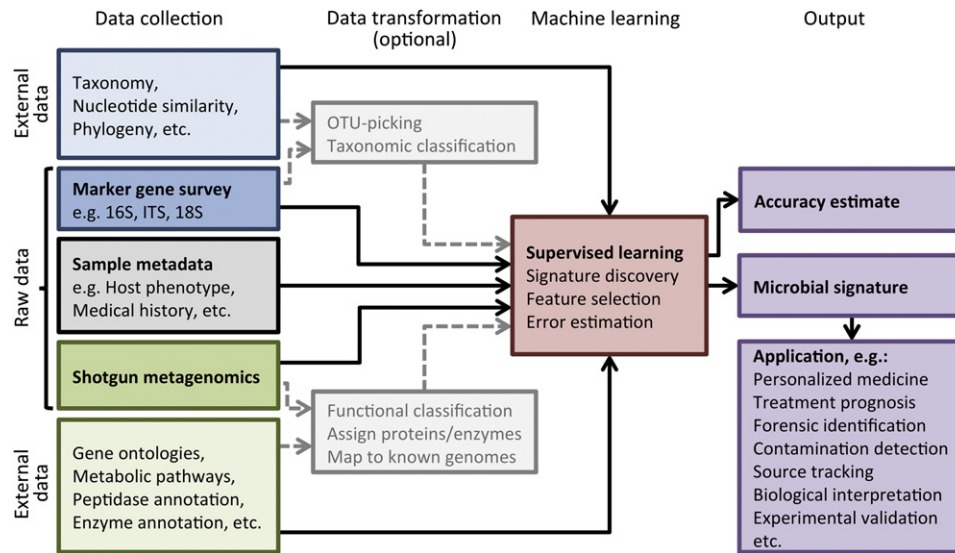 Data collection
Data transformation
(optional)
Machine learning
Output
External data
Taxonomy,
Nucleotide similarity,
Phylogeny, etc.
OTU-picking
Taxonomic classification
Raw data
Marker gene survey
e.g. 16S, ITS, 18S
Sample metadata
e.g. Host phenotype,
Medical history, etc.
Shotgun metagenomics
External data
Gene ontologies,
Metabolic pathways,
Peptidase annotation,
Enzyme annotation, etc.
Functional classification
Assign proteins/enzymes
Map to known genomes
Supervised learning
Signature discovery
Feature selection
Error estimation
Accuracy estimate
Microbial signature
Application, e.g.:
Personalized medicine
Treatment prognosis
Forensic identification
Contamination detection
Source tracking
Biological interpretation
Experimental validation
etc.